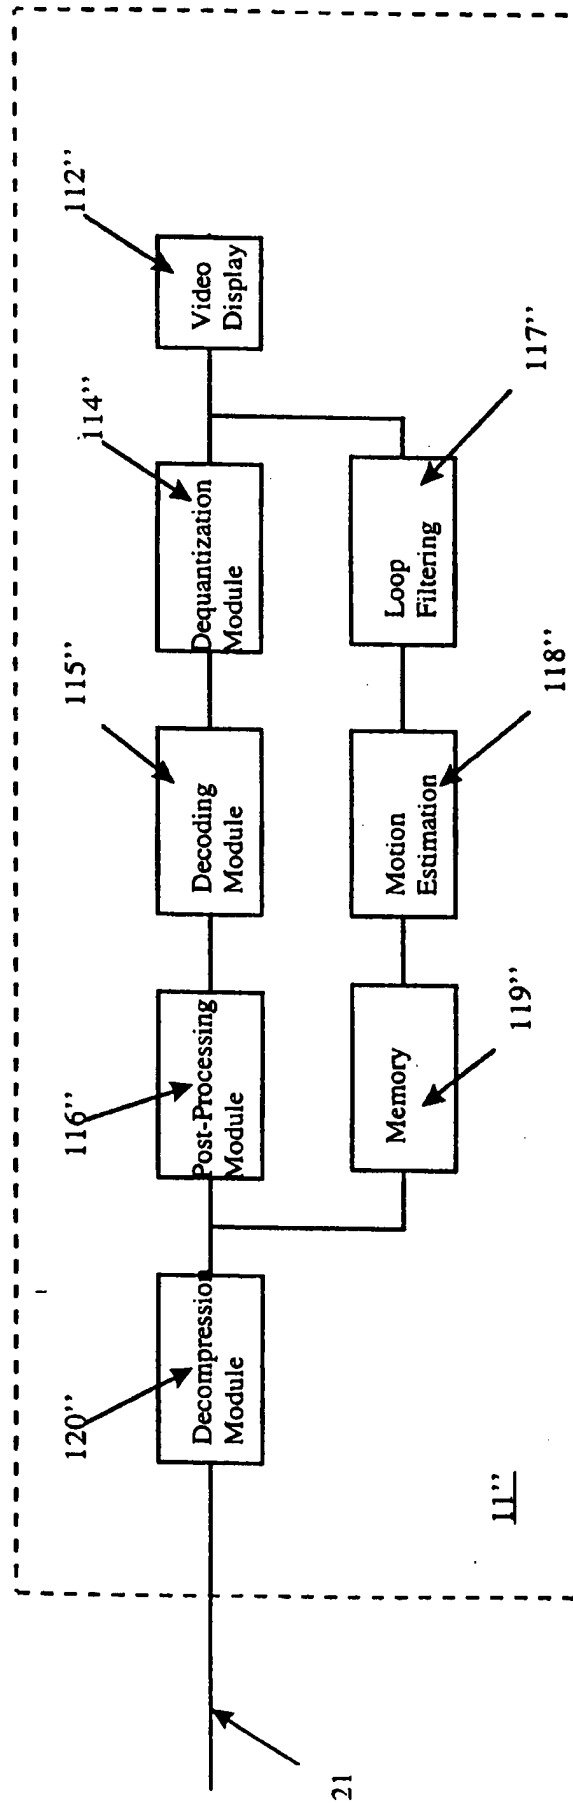 120’’
116’’
115’’
114’’
112’’
Decompression
Module
Post-Processing
Module
Decoding
Module
Dequantization
Module
Video
Display
Memory
Motion
Estimation
Loop
Filtering
119’’
118’’
117’’
11’’
21